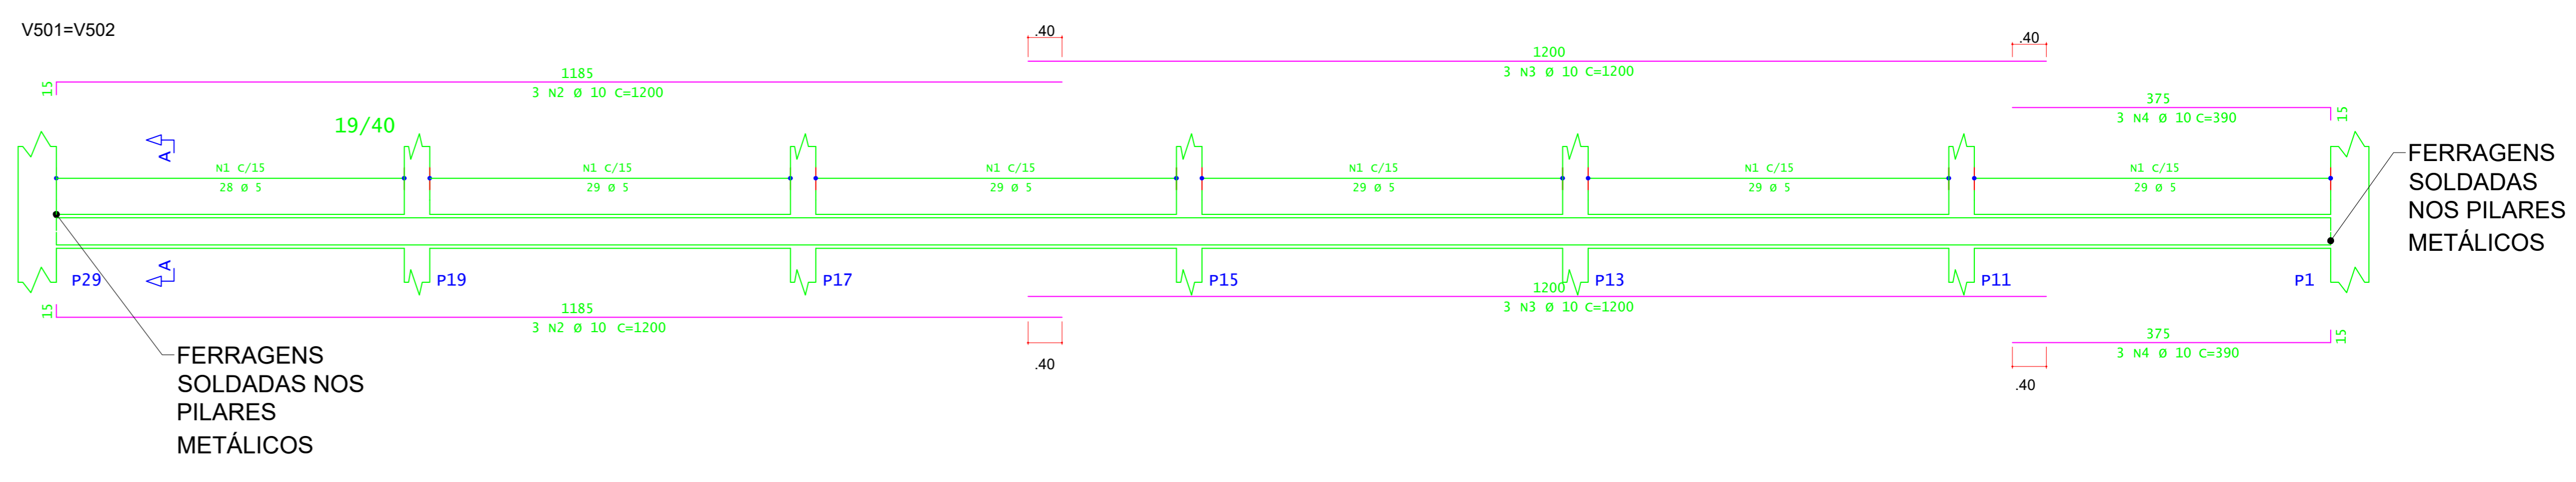 V501=V502
.40
.40
1200
3 N3 Ø 10 C=1200
1185
3 N2 Ø 10 C=1200
15
375
3 N4 Ø 10 C=390
15
19/40
A
N1 C/15
28 Ø 5
N1 C/15
29 Ø 5
N1 C/15
29 Ø 5
N1 C/15
29 Ø 5
N1 C/15
29 Ø 5
N1 C/15
29 Ø 5
FERRAGENS
SOLDADAS
NOS PILARES
METÁLICOS
A
P29
P19
P17
P15
P13
P11
P1
15
1185
3 N2 Ø 10 C=1200
1200
3 N3 Ø 10 C=1200
375
3 N4 Ø 10 C=390
15
.40
.40
FERRAGENS
SOLDADAS NOS
PILARES
METÁLICOS